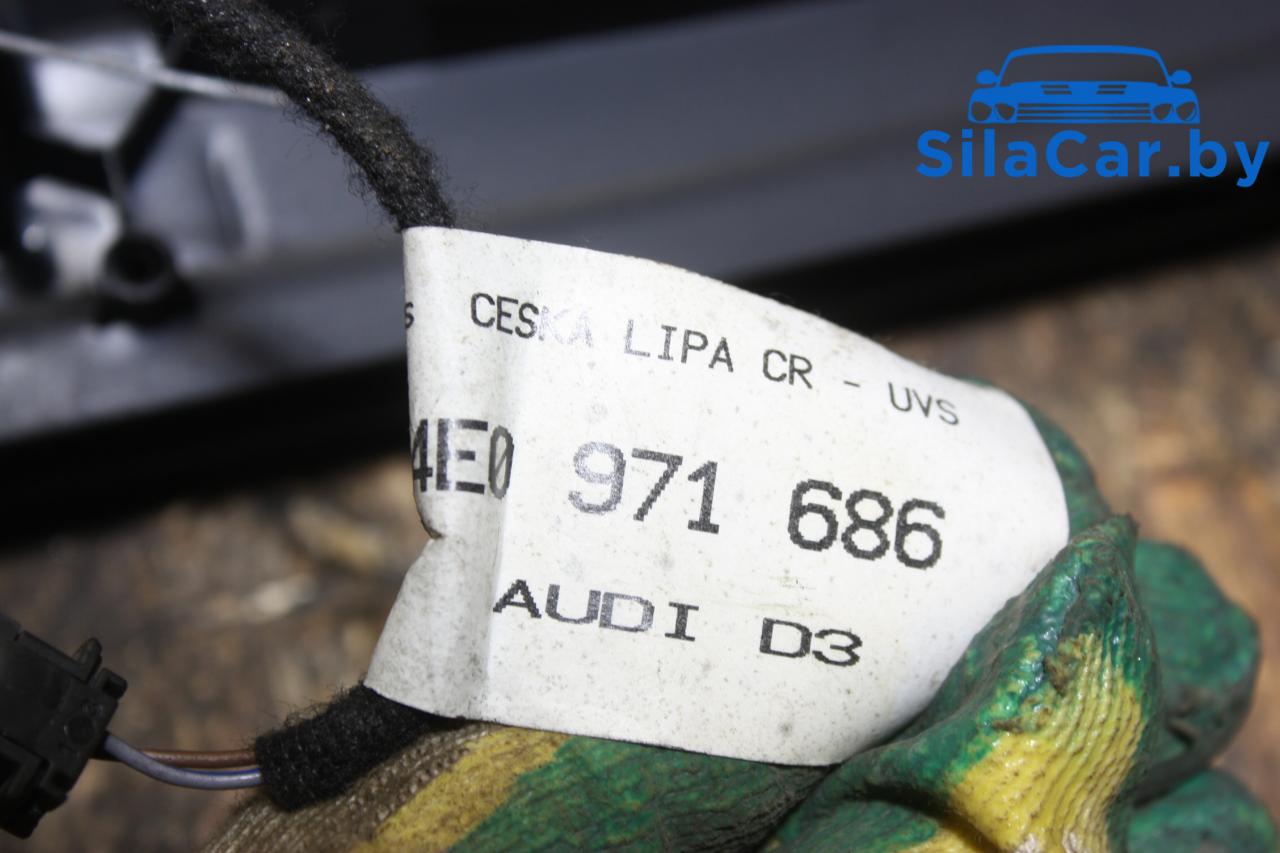 SilaCar.by
CESKA LIPA CR - UVS
4E0 971 686
AUDI D3